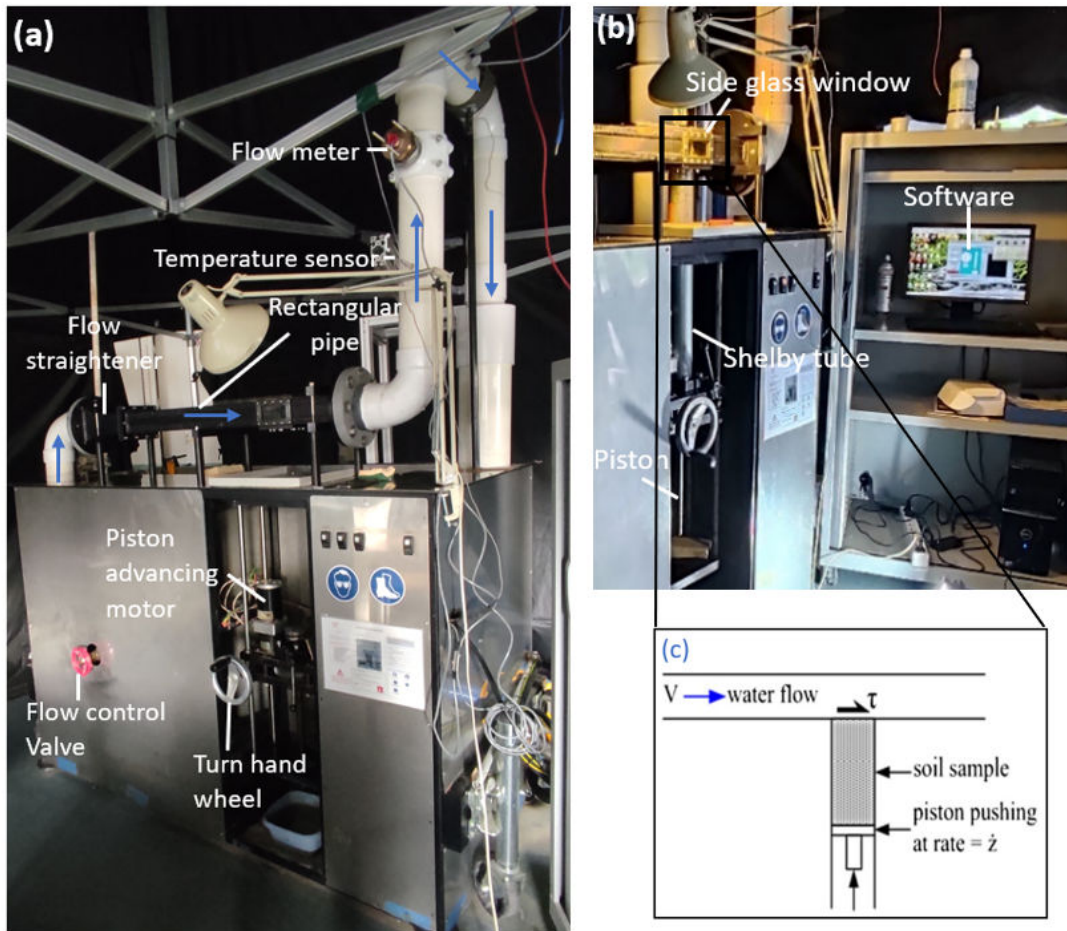 (a)
Flow meter
Temperature sensor
Rectangular
pipe
Flow
straightener
Piston
advancing
motor
Flow control
Valve
Turn hand
wheel
(b)
Side glass window
Software
Shelby tube
Piston
(c)
V
water flow
τ
soil sample
piston pushing
at rate = ż